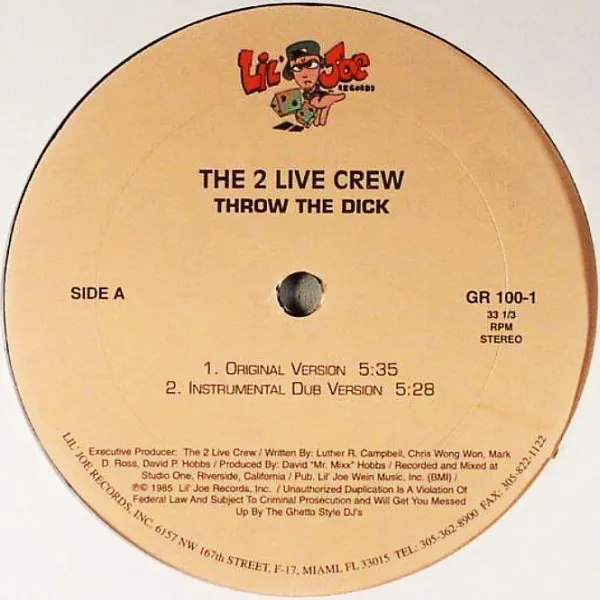 LIL' JOE
RECORDS
THE 2 LIVE CREW
THROW THE DICK
SIDE A
GR 100-1
33 1/3
RPM
STEREO
1. ORIGINAL VERSION 5:35
2. INSTRUMENTAL DUB VERSION 5:28
Executive Producer: The 2 Live Crew / Written By: Luther R. Campbell, Chris Wong Won, Mark
D. Ross, David P. Hobbs / Produced By: David "Mr. Mixx" Hobbs / Recorded and Mixed at
Studio One, Riverside, California / Pub. Lil' Joe Wein Music, Inc. (BMI) /
℗© 1985 Lil' Joe Records, Inc. / Unauthorized Duplication Is A Violation Of
Federal Law And Subject To Criminal Prosecution and Will Get You Messed
Up By The Ghetto Style DJ's
LIL' JOE RECORDS, INC. 6157 NW 167th STREET, F-17, MIAMI, FL 33015 TEL: 305-362-8900 FAX: 305-822-1122